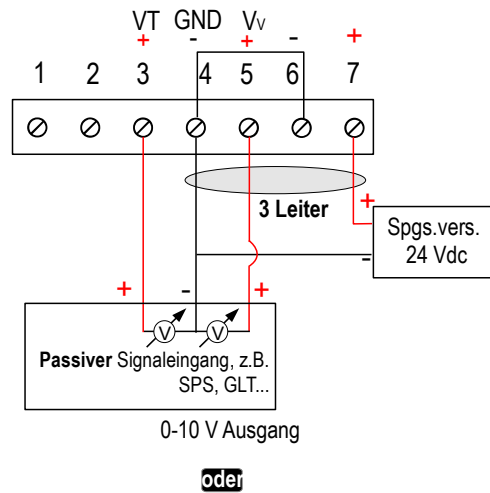 VT GND Vv
+ - + - +
1 2 3 4 5 6 7
3 Leiter
+
Spgs.vers.
24 Vdc
-
+ - +
V V
Passiver Signaleingang, z.B.
SPS, GLT...
0-10 V Ausgang
oder